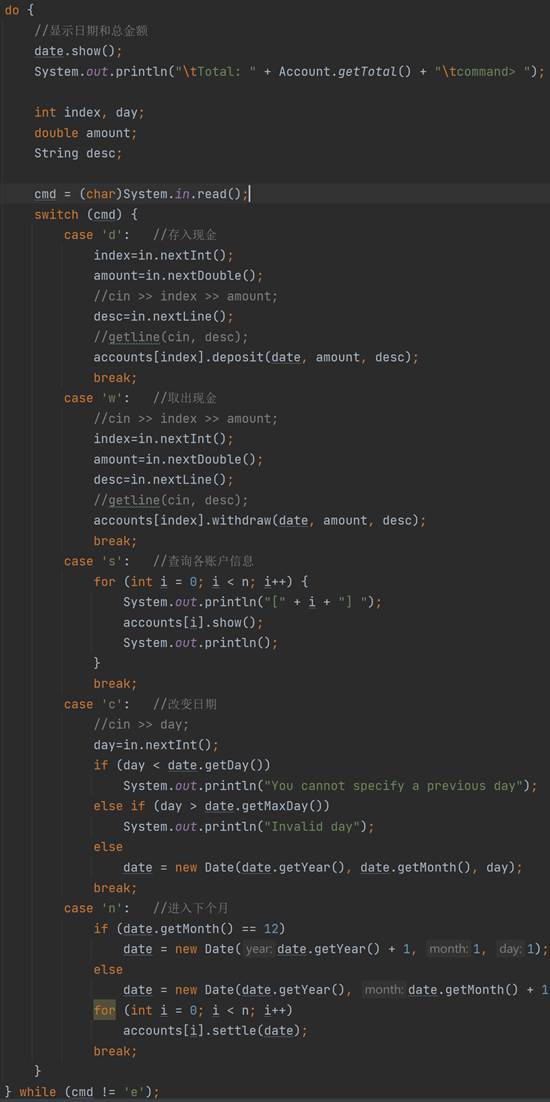 do {
//显示日期和总金额
date.show();
System.out.println("\tTotal: " + Account.getTotal() + "\tcommand> ");
int index, day;
double amount;
String desc;
cmd = (char)System.in.read();
switch (cmd) {
case 'd':   //存入现金
index=in.nextInt();
amount=in.nextDouble();
//cin >> index >> amount;
desc=in.nextLine();
//getline(cin, desc);
accounts[index].deposit(date, amount, desc);
break;
case 'w':   //取出现金
//cin >> index >> amount;
index=in.nextInt();
amount=in.nextDouble();
desc=in.nextLine();
//getline(cin, desc);
accounts[index].withdraw(date, amount, desc);
break;
case 's':   //查询各账户信息
for (int i = 0; i < n; i++) {
System.out.println("[" + i + "] ");
accounts[i].show();
System.out.println();
}
break;
case 'c':   //改变日期
//cin >> day;
day=in.nextInt();
if (day < date.getDay())
System.out.println("You cannot specify a previous day");
else if (day > date.getMaxDay())
System.out.println("Invalid day");
else
date = new Date(date.getYear(), date.getMonth(), day);
break;
case 'n':   //进入下个月
if (date.getMonth() == 12)
date = new Date( year: date.getYear() + 1, month: 1, day: 1);
else
date = new Date(date.getYear(), month: date.getMonth() + 1
for (int i = 0; i < n; i++)
accounts[i].settle(date);
break;
}
} while (cmd != 'e');